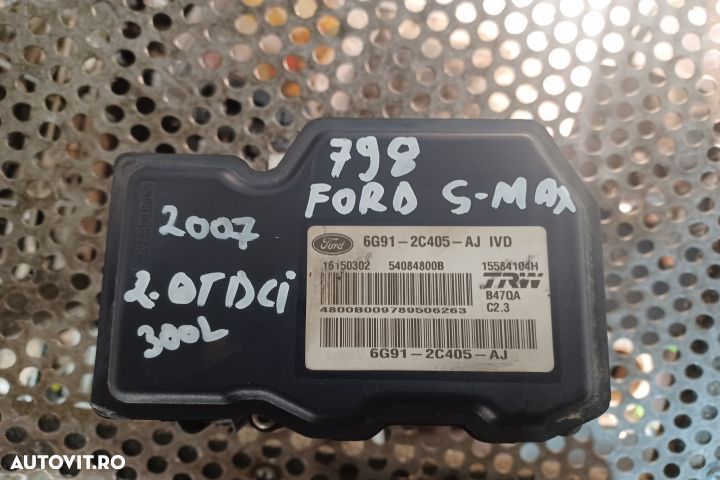 798
FORD S-MAX
2007
2.0TDCi
300L
Ford
6G91-2C405-AJ IVD
16150302 54084800B 15584104H
TRW
B47QA
C2.3
4800B009789506263
6G91-2C405-AJ
AUTOVIT.RO